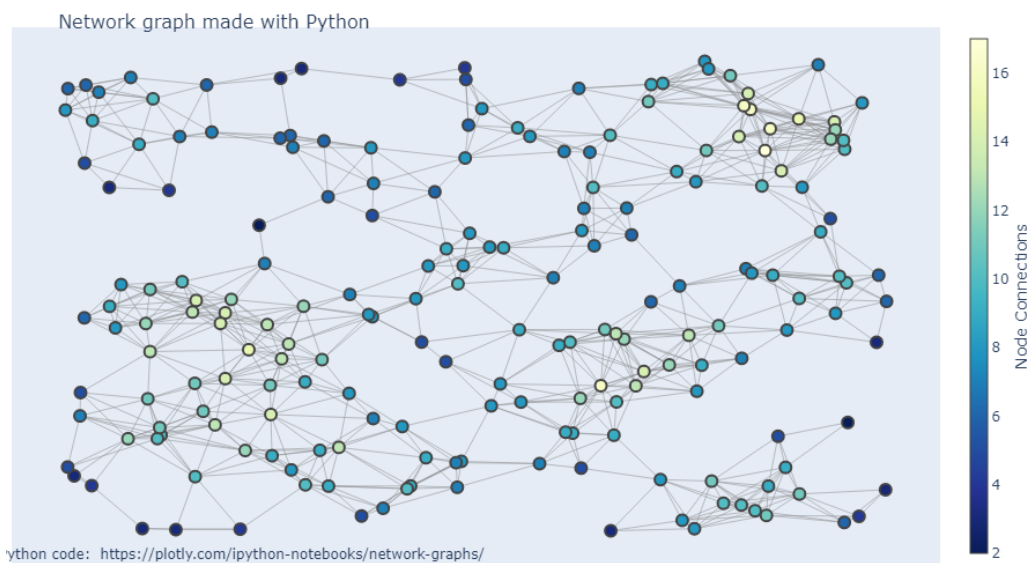 Network graph made with Python
16
14
12
10
8
6
4
2
Node Connections
ython code: https://plotly.com/ipython-notebooks/network-graphs/